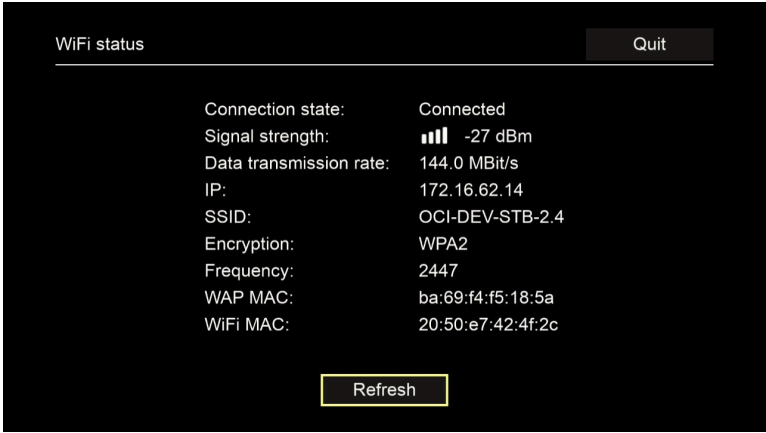 WiFi status
Quit
Connection state: Connected
Signal strength: -27 dBm
Data transmission rate: 144.0 MBit/s
IP: 172.16.62.14
SSID: OCI-DEV-STB-2.4
Encryption: WPA2
Frequency: 2447
WAP MAC: ba:69:f4:f5:18:5a
WiFi MAC: 20:50:e7:42:4f:2c
Refresh